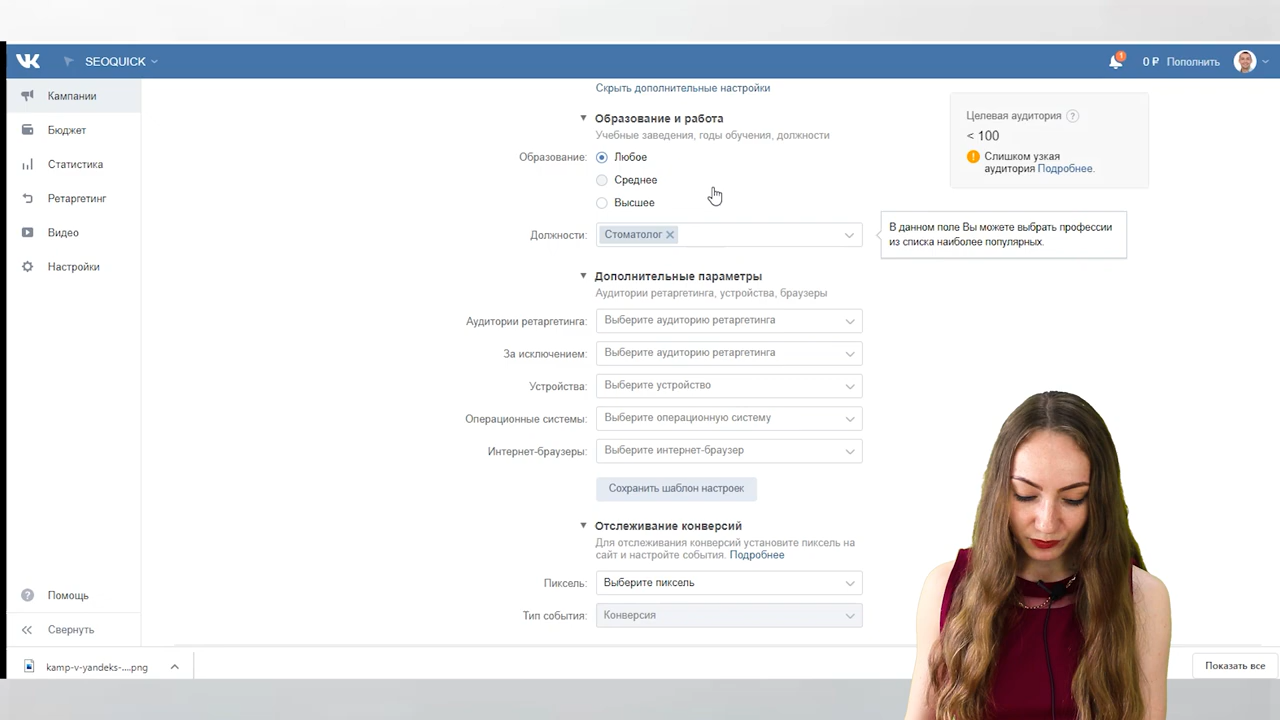 SEOQUICK
1
0 ₽ Пополнить
Кампании
Бюджет
Статистика
Ретаргетинг
Видео
Настройки
Помощь
Свернуть
Скрыть дополнительные настройки
Образование и работа
Учебные заведения, годы обучения, должности
Образование:
Любое
Среднее
Высшее
Должности:
Стоматолог
В данном поле Вы можете выбрать профессии
из списка наиболее популярных.
Целевая аудитория ?
< 100
Слишком узкая
аудитория Подробнее.
Дополнительные параметры
Аудитории ретаргетинга, устройства, браузеры
Аудитории ретаргетинга: Выберите аудиторию ретаргетинга
За исключением: Выберите аудиторию ретаргетинга
Устройства: Выберите устройство
Операционные системы: Выберите операционную систему
Интернет-браузеры: Выберите интернет-браузер
Сохранить шаблон настроек
Отслеживание конверсий
Для отслеживания конверсий установите пиксель на
сайт и настройте события. Подробнее
Пиксель: Выберите пиксель
Тип события: Конверсия
kamp-v-yandeks-....png
Показать все